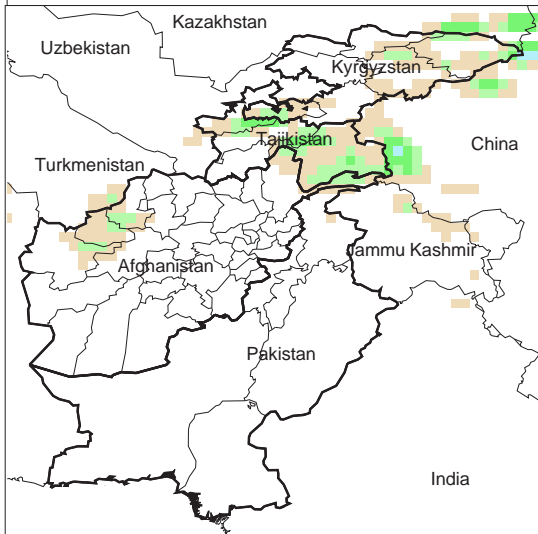 Kazakhstan
Uzbekistan
Kyrgyzstan
Tajikistan
China
Turkmenistan
Jammu Kashmir
Afghanistan
Pakistan
India